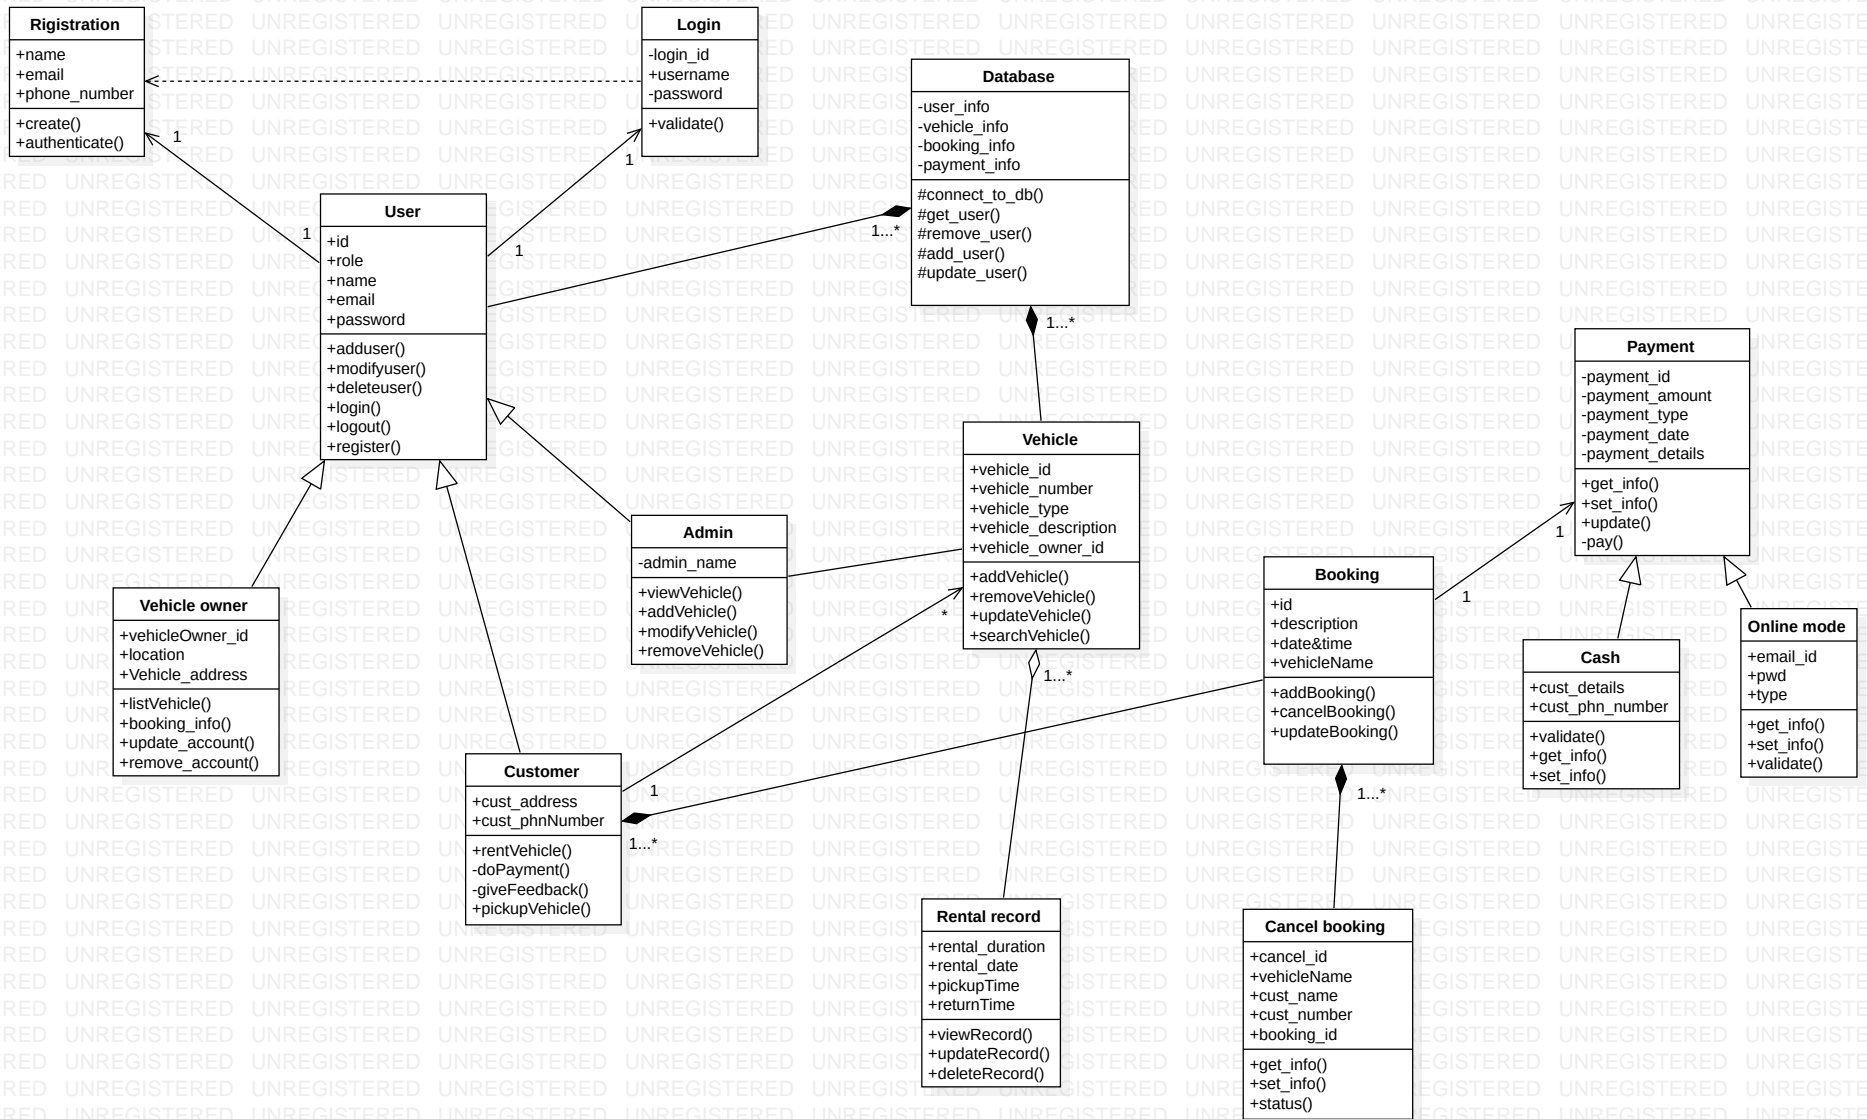 Rigistration
+name
+email
+phone_number
+create()
+authenticate()
1
1
Login
-login_id
+username
-password
+validate()
1
1
Database
-user_info
-vehicle_info
-booking_info
-payment_info
#connect_to_db()
#get_user()
#remove_user()
#add_user()
#update_user()
1...*
1...*
User
+id
+role
+name
+email
+password
+adduser()
+modifyuser()
+deleteuser()
+login()
+logout()
+register()
Payment
-payment_id
-payment_amount
-payment_type
-payment_date
-payment_details
+get_info()
+set_info()
+update()
-pay()
1
1
Vehicle
+vehicle_id
+vehicle_number
+vehicle_type
+vehicle_description
+vehicle_owner_id
+addVehicle()
+removeVehicle()
+updateVehicle()
+searchVehicle()
*
1...*
Admin
-admin_name
+viewVehicle()
+addVehicle()
+modifyVehicle()
+removeVehicle()
Booking
+id
+description
+date&time
+vehicleName
+addBooking()
+cancelBooking()
+updateBooking()
1...*
Vehicle owner
+vehicleOwner_id
+location
+Vehicle_address
+listVehicle()
+booking_info()
+update_account()
+remove_account()
Cash
+cust_details
+cust_phn_number
+validate()
+get_info()
+set_info()
Online mode
+email_id
+pwd
+type
+get_info()
+set_info()
+validate()
Customer
+cust_address
+cust_phnNumber
+rentVehicle()
-doPayment()
-giveFeedback()
+pickupVehicle()
1
1...*
Rental record
+rental_duration
+rental_date
+pickupTime
+returnTime
+viewRecord()
+updateRecord()
+deleteRecord()
Cancel booking
+cancel_id
+vehicleName
+cust_name
+cust_number
+booking_id
+get_info()
+set_info()
+status()
UNREGISTERED